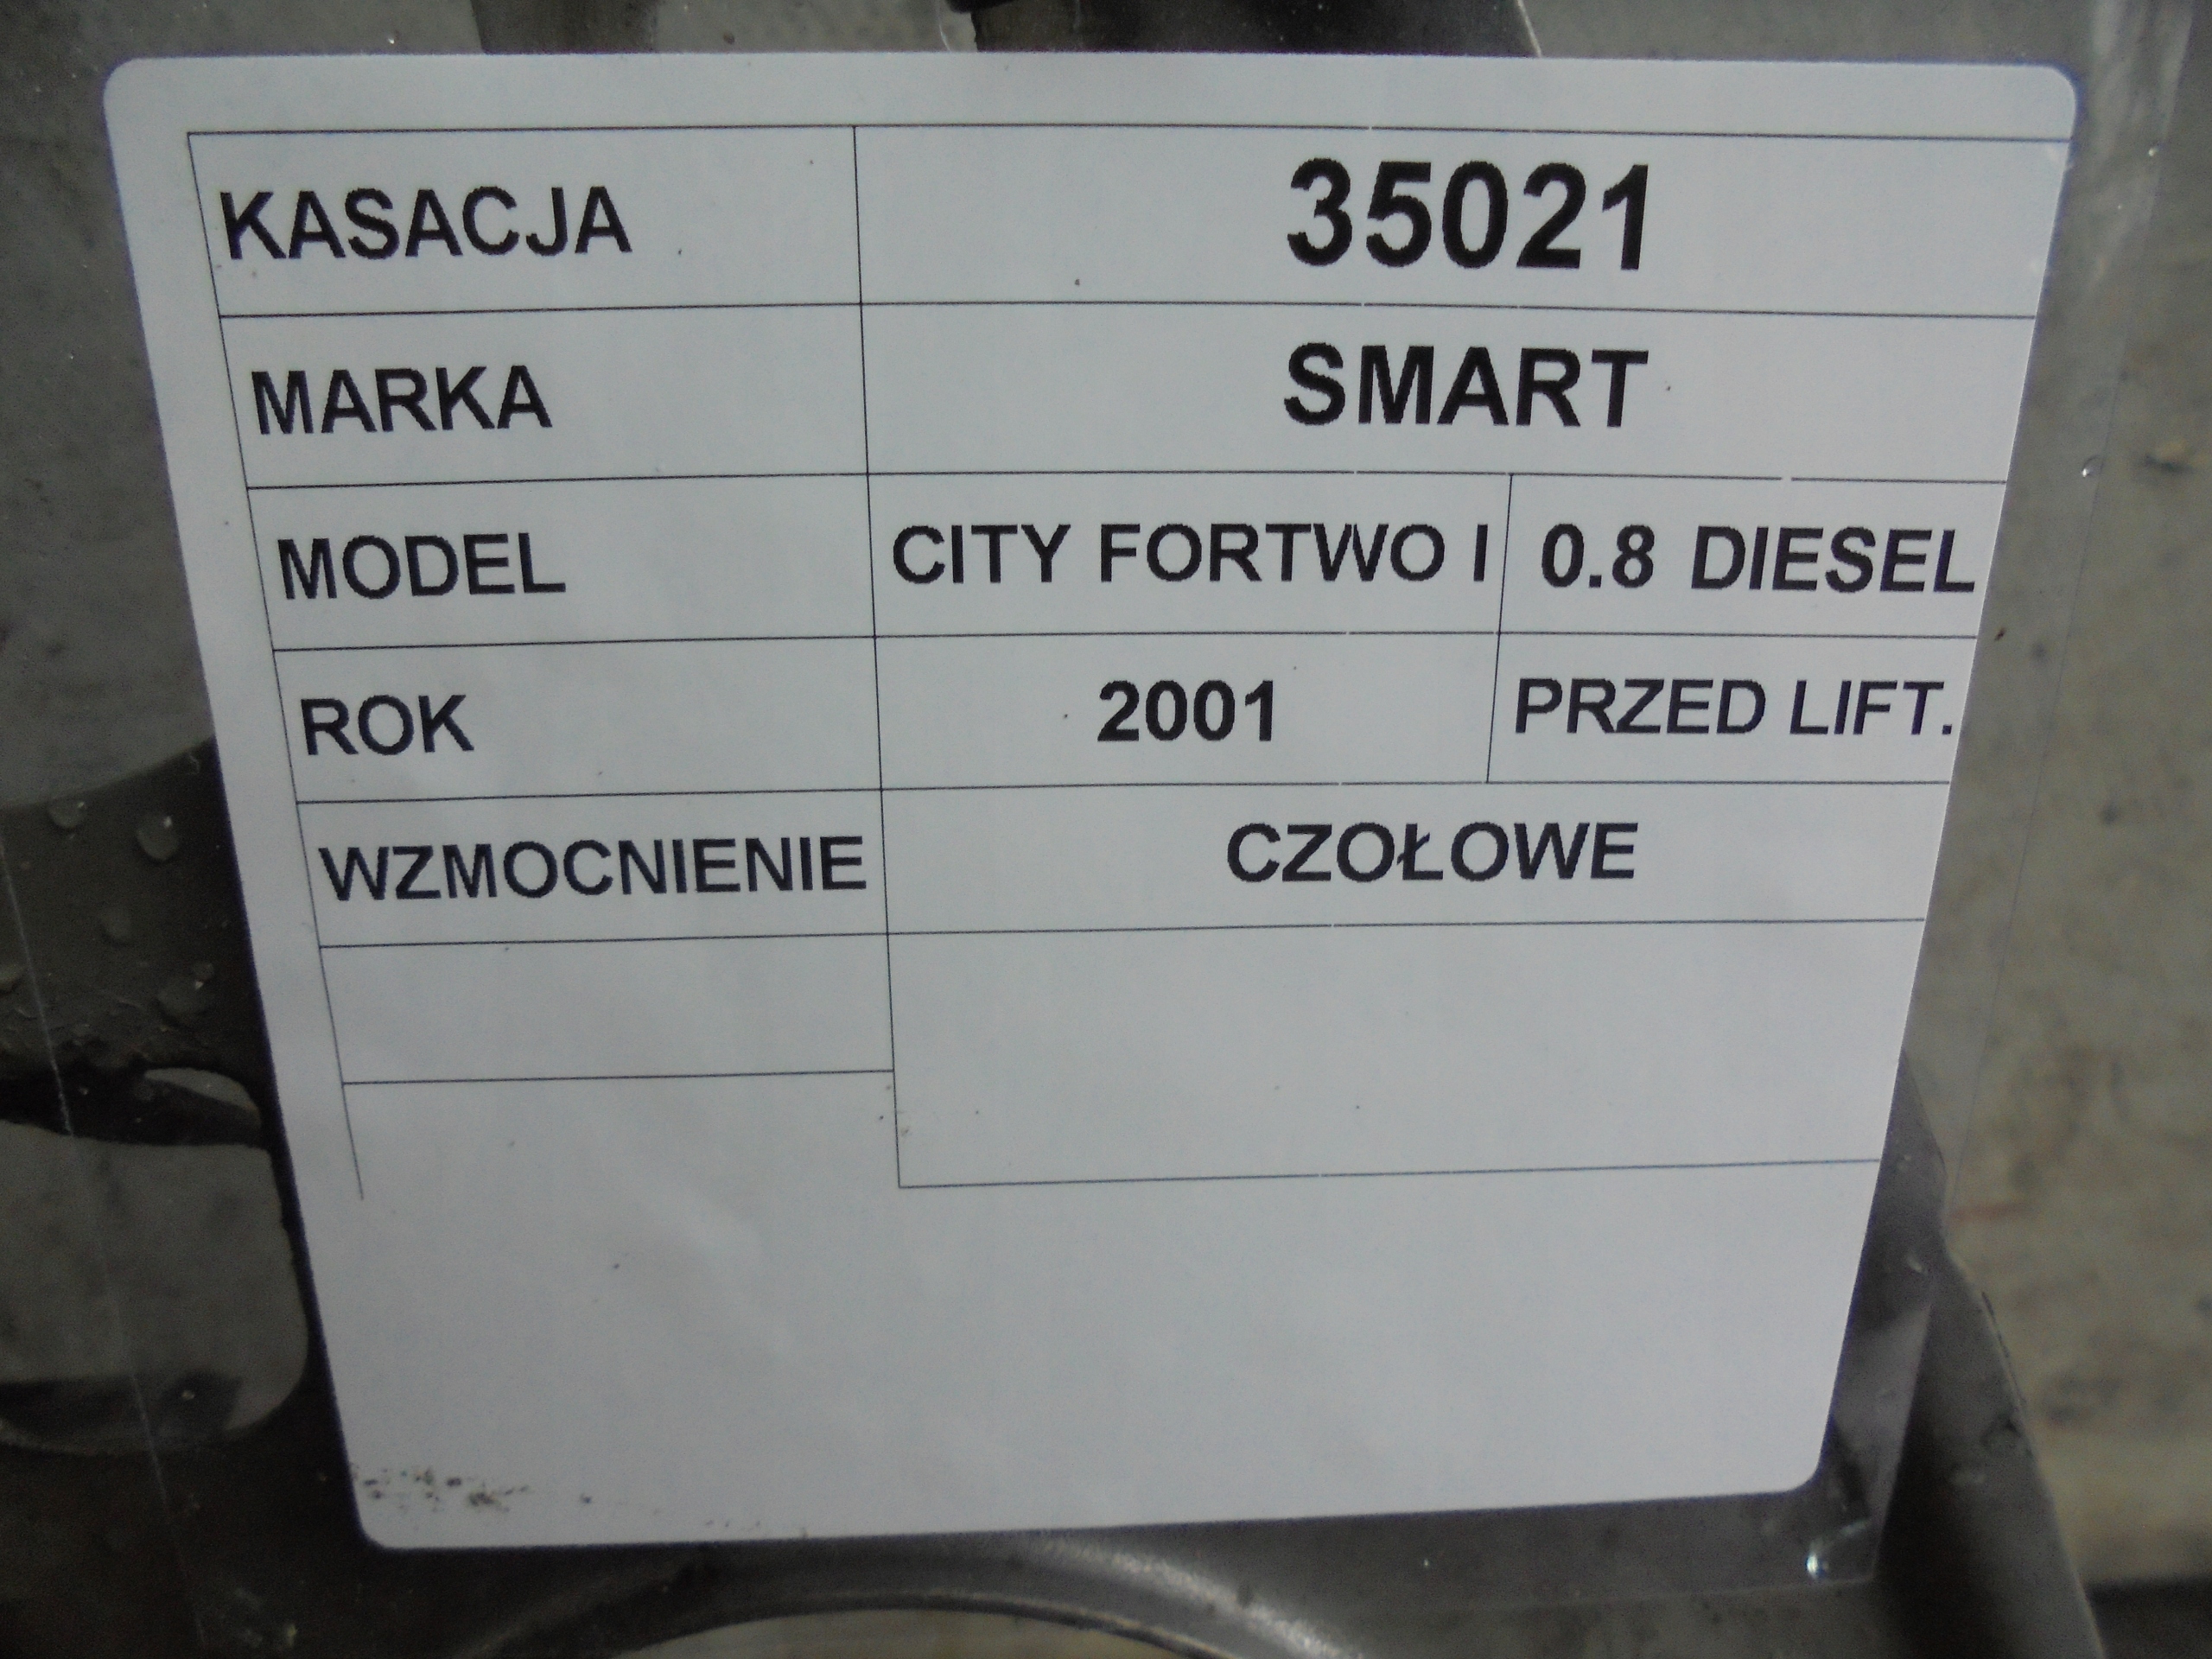 KASACJA 35021
MARKA SMART
MODEL CITY FORTWO I 0.8 DIESEL
ROK 2001 PRZED LIFT.
WZMOCNIENIE CZOŁOWE